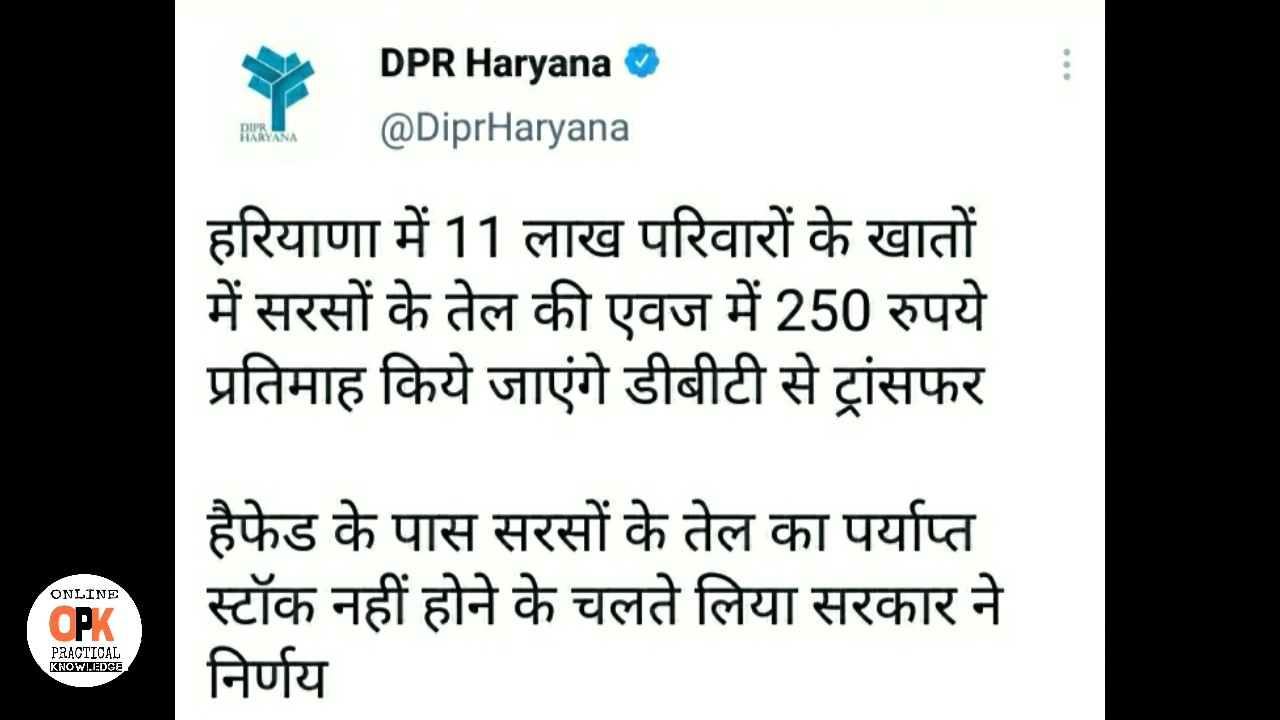 DPR Haryana
@DiprHaryana
DIPR
HARYANA
हरियाणा में 11 लाख परिवारों के खातों
में सरसों के तेल की एवज में 250 रुपये
प्रतिमाह किये जाएंगे डीबीटी से ट्रांसफर
हैफेड के पास सरसों के तेल का पर्याप्त
स्टॉक नहीं होने के चलते लिया सरकार ने
निर्णय
ONLINE
OPK
PRACTICAL
KNOWLEDGE